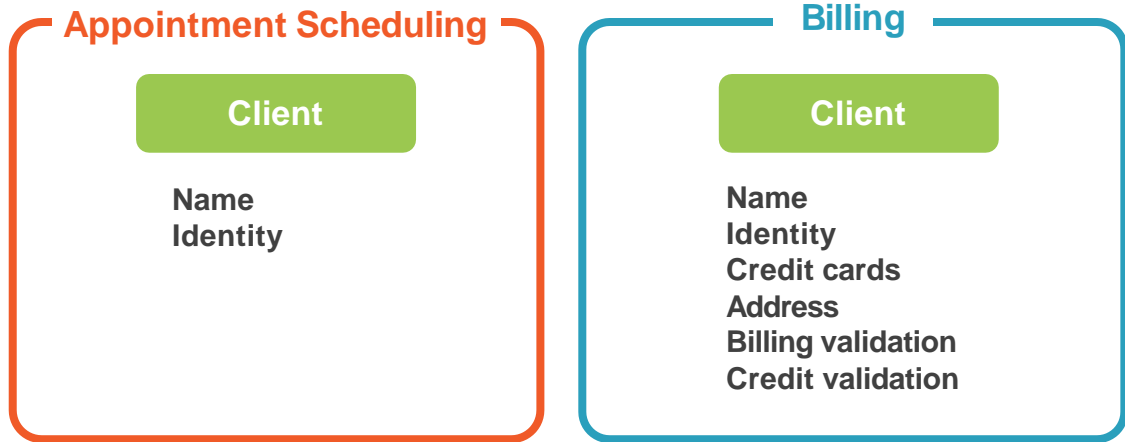 Appointment Scheduling
Client
Name
Identity
Billing
Client
Name
Identity
Credit cards
Address
Billing validation
Credit validation